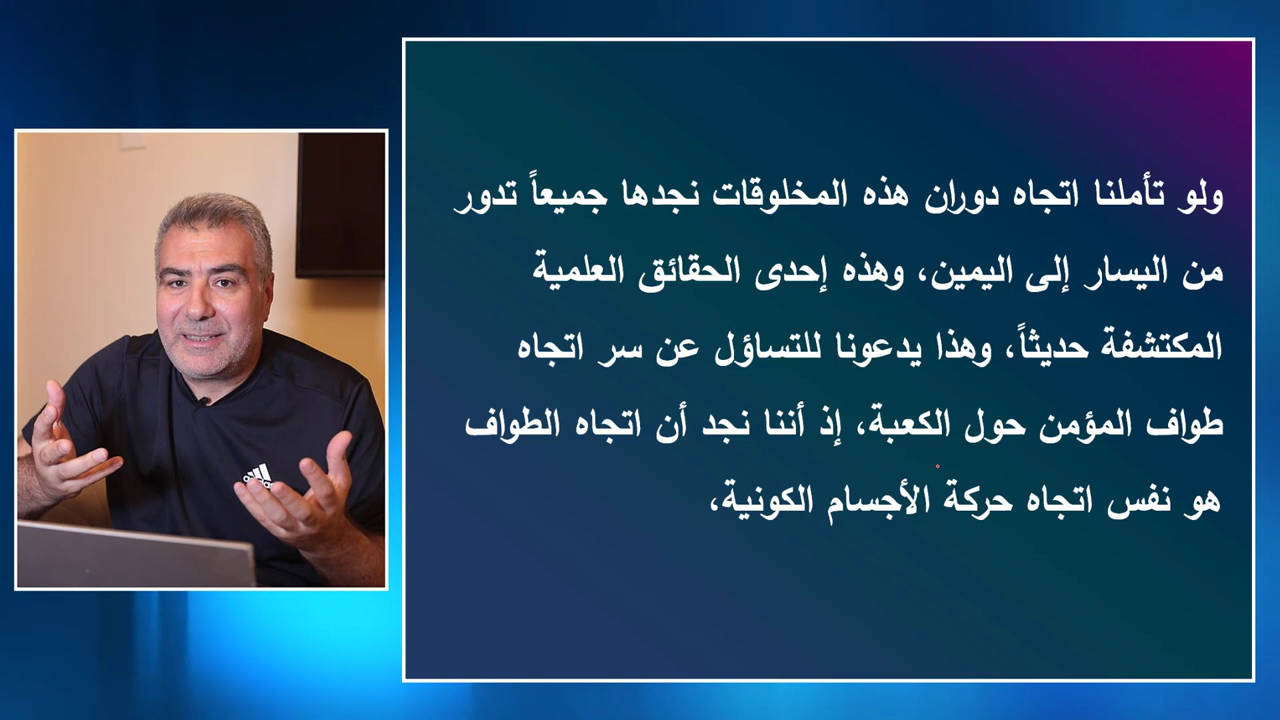 ولو تأملنا اتجاه دوران هذه المخلوقات نجدها جميعاً تدور
من اليسار إلى اليمين، وهذه إحدى الحقائق العلمية
المكتشفة حديثاً، وهذا يدعونا للتساؤل عن سر اتجاه
طواف المؤمن حول الكعبة، إذ أننا نجد أن اتجاه الطواف
هو نفس اتجاه حركة الأجسام الكونية،
adidas